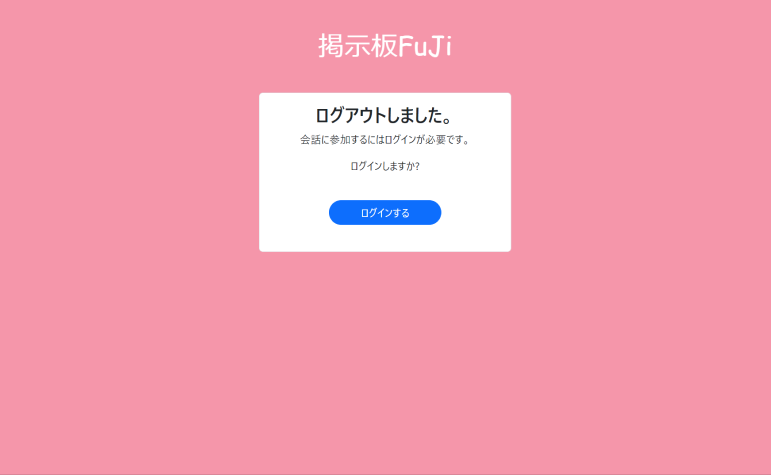 掲示板FuJi
ログアウトしました。
会話に参加するにはログインが必要です。
ログインしますか?
ログインする